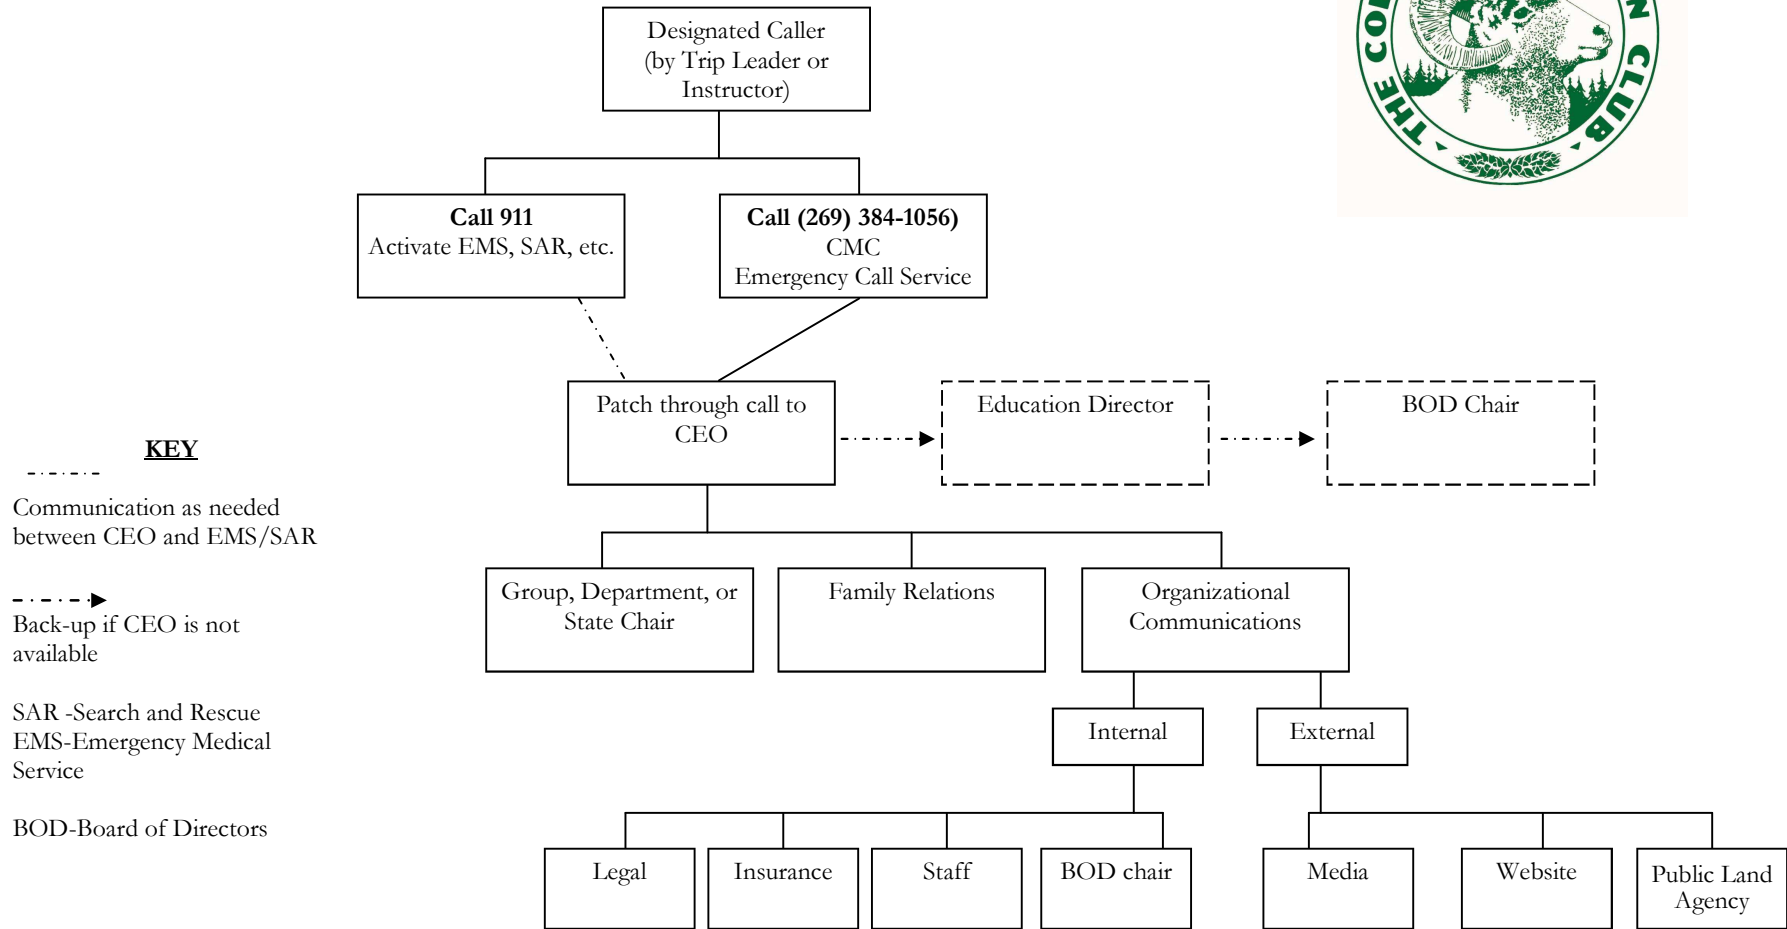 Designated Caller
(by Trip Leader or
Instructor)
THE COL
N CLUB
Call 911
Activate EMS, SAR, etc.
Call (269) 384-1056)
CMC
Emergency Call Service
Patch through call to
CEO
Education Director
BOD Chair
KEY
Communication as needed
between CEO and EMS/SAR
Back-up if CEO is not
available
SAR -Search and Rescue
EMS-Emergency Medical
Service
BOD-Board of Directors
Group, Department, or
State Chair
Family Relations
Organizational
Communications
Internal
External
Legal
Insurance
Staff
BOD chair
Media
Website
Public Land
Agency